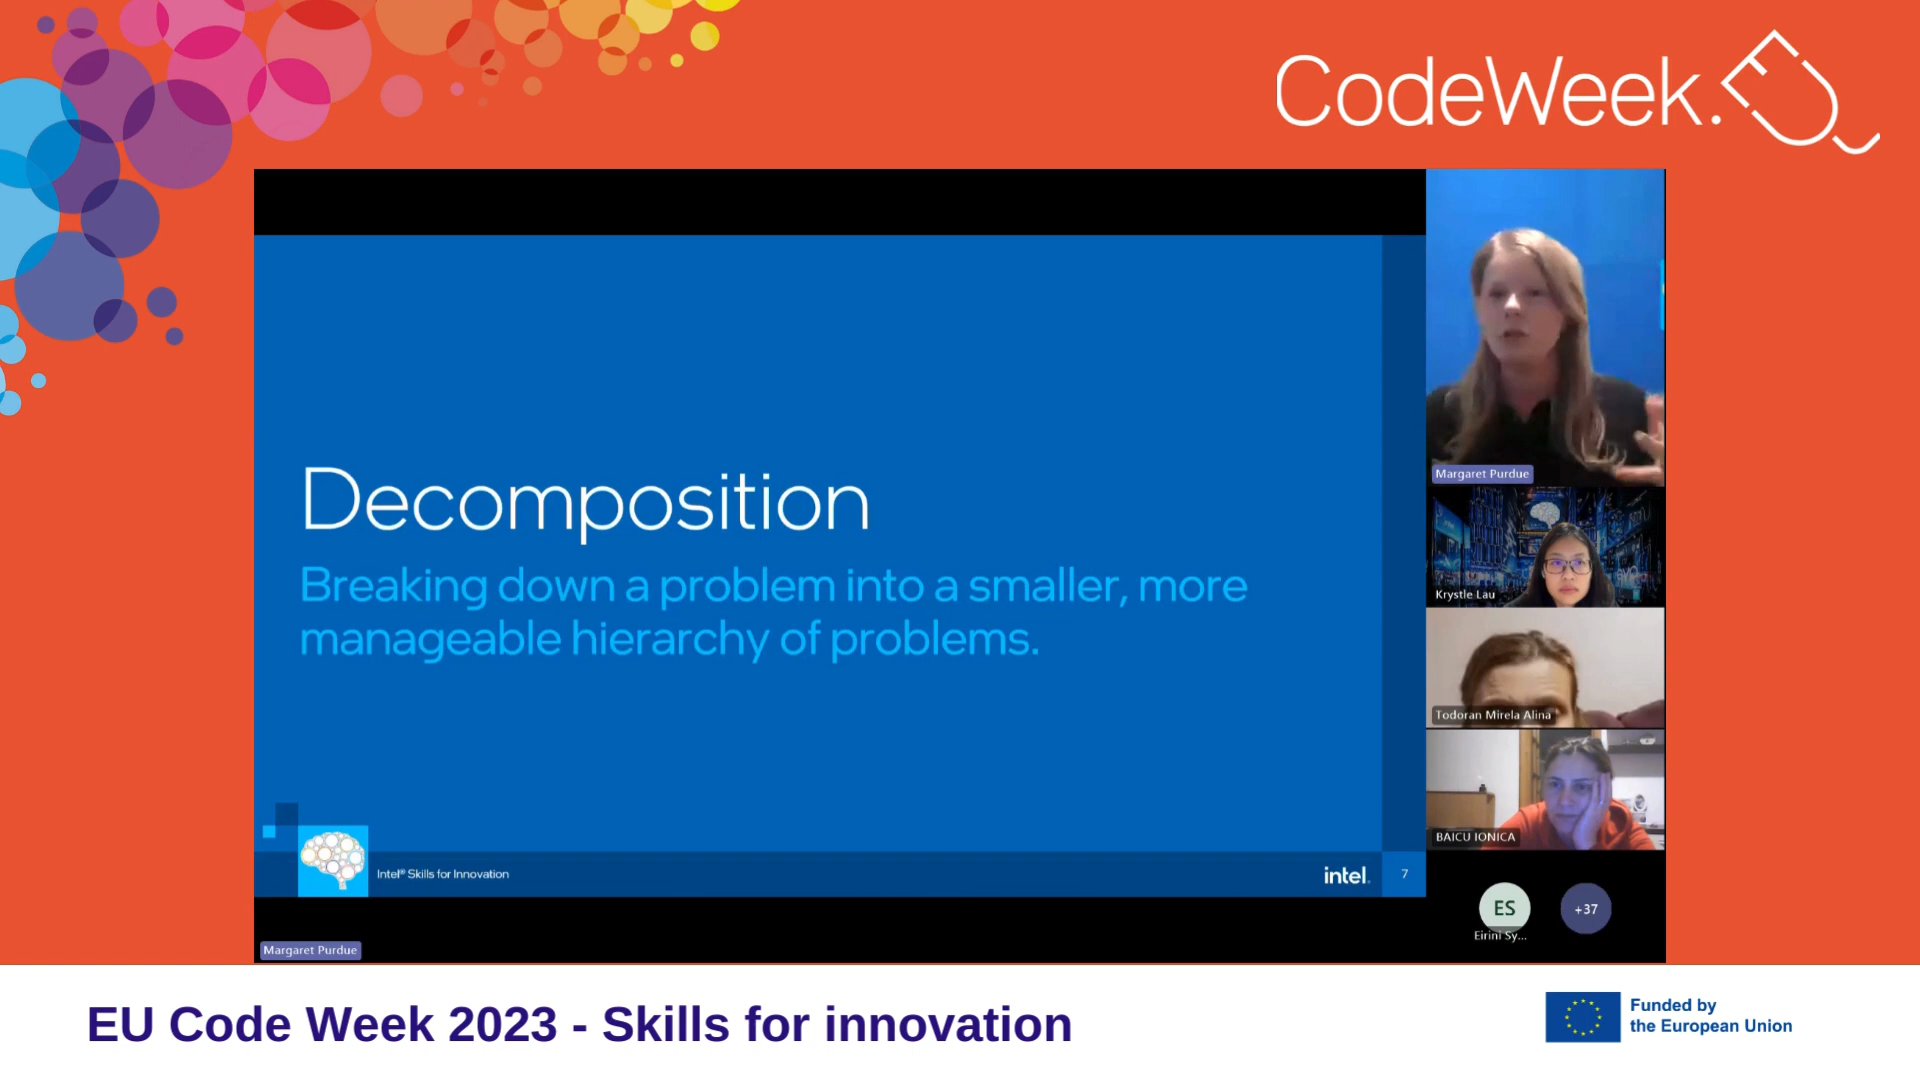 CodeWeek.EU
Decomposition
Breaking down a problem into a smaller, more
manageable hierarchy of problems.
Intel® Skills for Innovation
intel.
7
Margaret Purdue
Margaret Purdue
Krystle Lau
Todoran Mirela Alina
BAICU IONICA
ES
+37
Eirini Sy...
EU Code Week 2023 - Skills for innovation
Funded by
the European Union